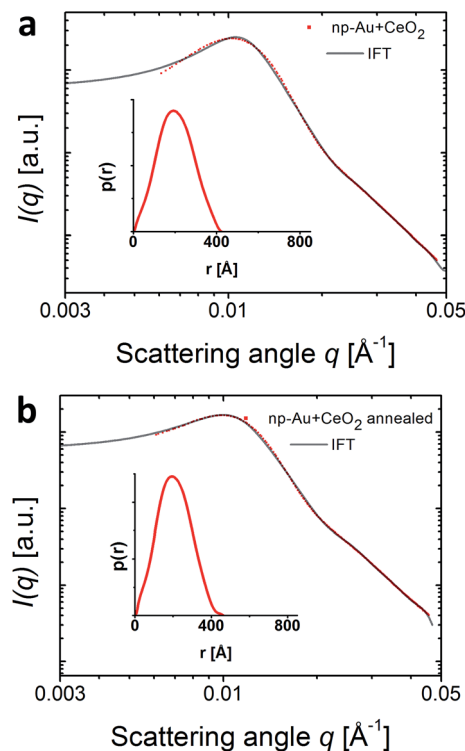 a
np-Au+CeO₂
IFT
I(q) [a.u.]
p(r)
0 400 800
r [Å]
0.003 0.01 0.05
Scattering angle q [Å⁻¹]
b
np-Au+CeO₂ annealed
IFT
I(q) [a.u.]
p(r)
0 400 800
r [Å]
0.003 0.01 0.05
Scattering angle q [Å⁻¹]